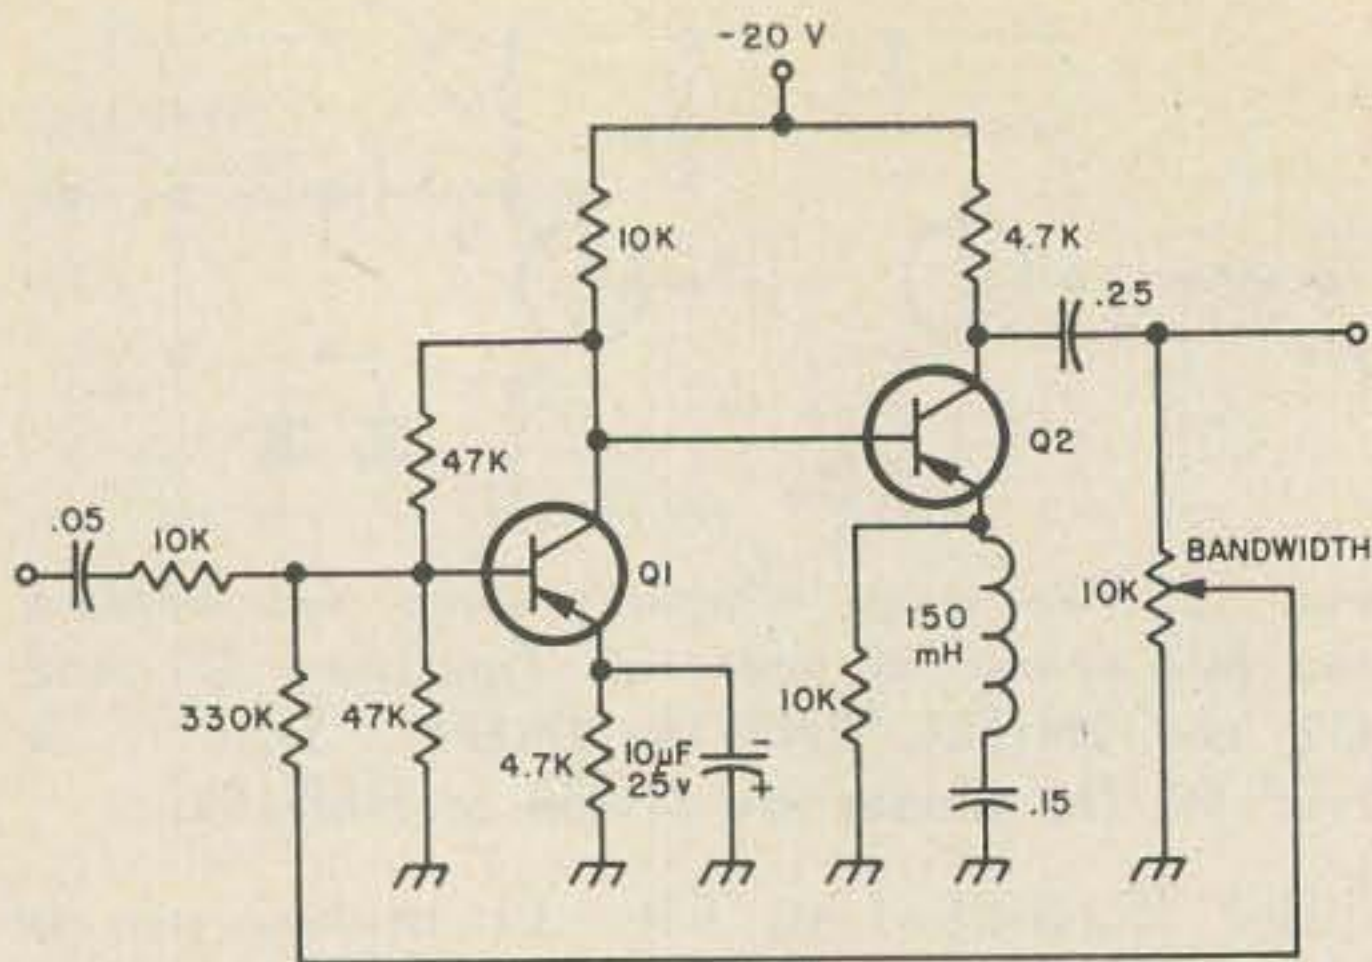 -20 V
10K
4.7K
.25
47K
Q2
.05
10K
Q1
BANDWIDTH
10K
150
mH
330K
47K
4.7K
10µF
25v
-
+
10K
.15